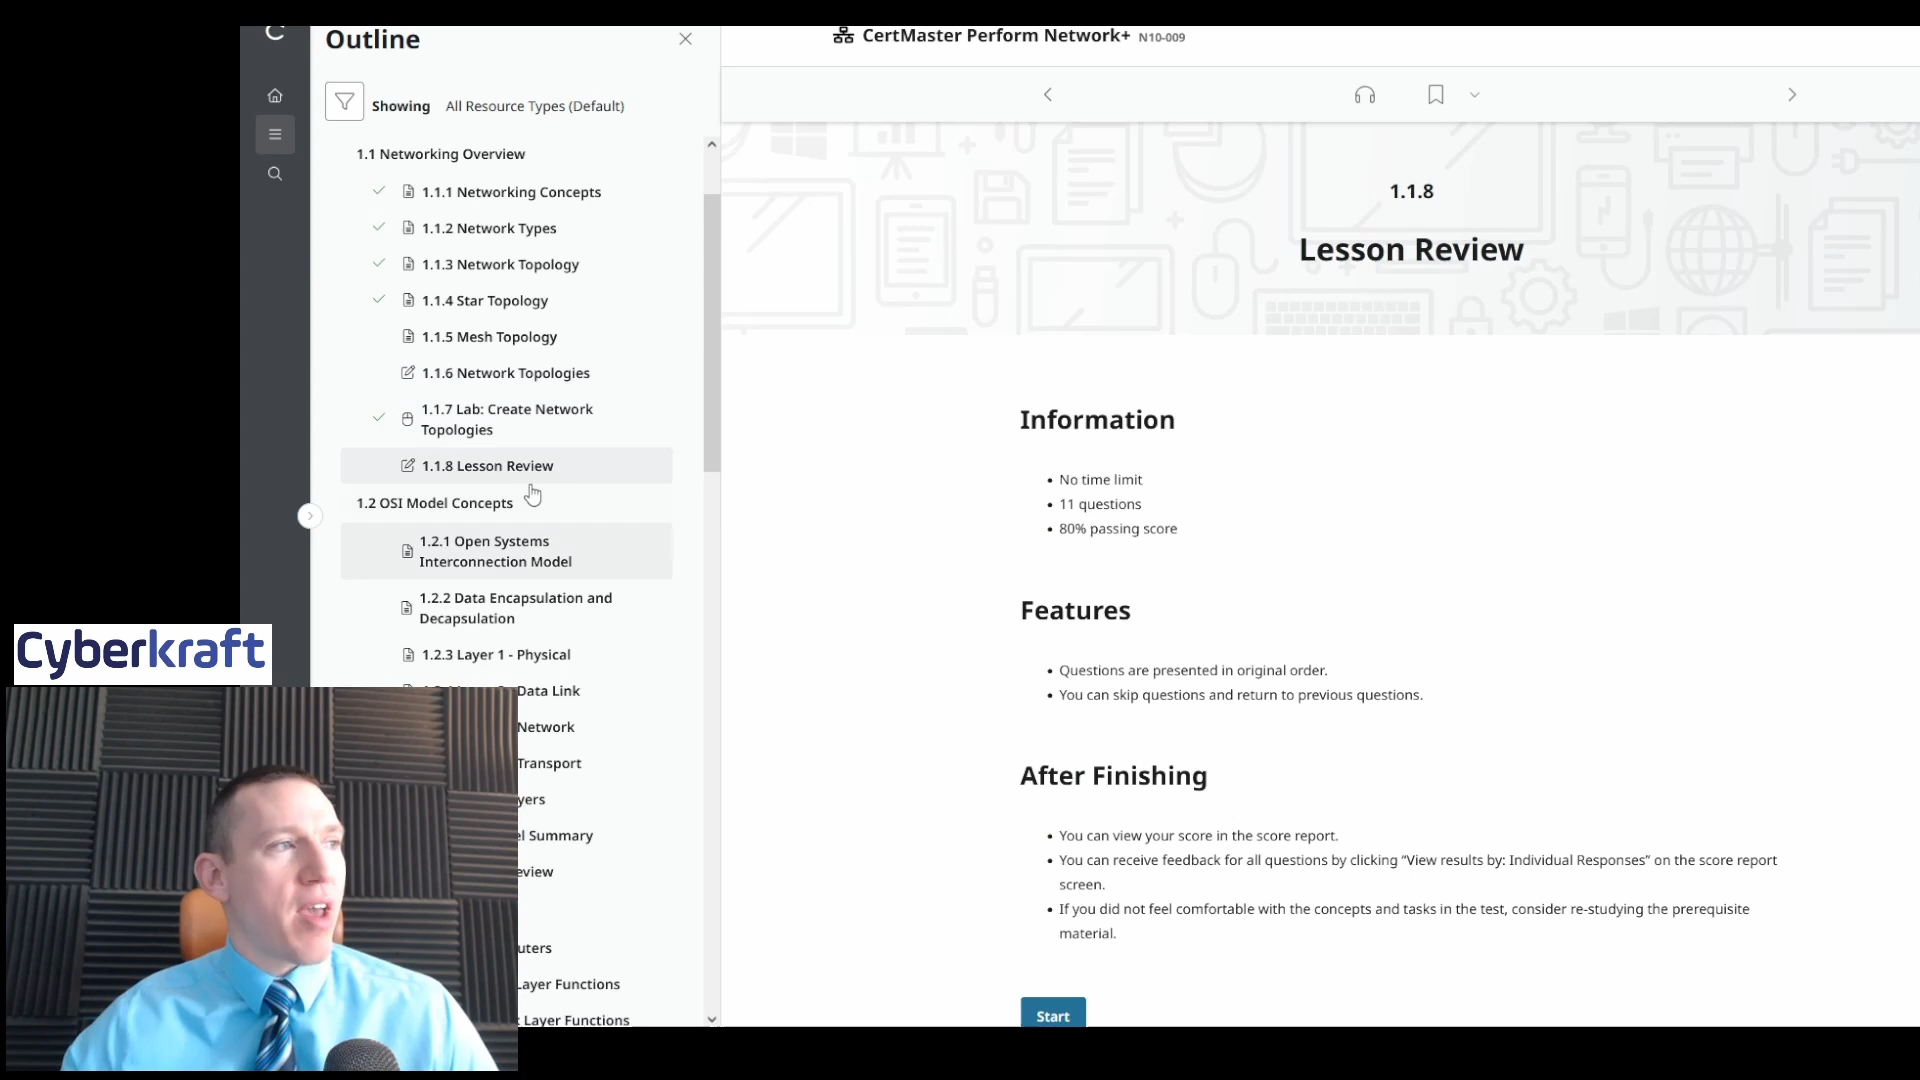 Outline
Showing All Resource Types (Default)
1.1 Networking Overview
1.1.1 Networking Concepts
1.1.2 Network Types
1.1.3 Network Topology
1.1.4 Star Topology
1.1.5 Mesh Topology
1.1.6 Network Topologies
1.1.7 Lab: Create Network
Topologies
1.1.8 Lesson Review
1.2 OSI Model Concepts
1.2.1 Open Systems
Interconnection Model
1.2.2 Data Encapsulation and
Decapsulation
1.2.3 Layer 1 - Physical
Data Link
Network
Transport
yers
el Summary
eview
uters
Layer Functions
Layer Functions
Cyberkraft
CertMaster Perform Network+ N10-009
1.1.8
Lesson Review
Information
• No time limit
• 11 questions
• 80% passing score
Features
• Questions are presented in original order.
• You can skip questions and return to previous questions.
After Finishing
• You can view your score in the score report.
• You can receive feedback for all questions by clicking “View results by: Individual Responses” on the score report
screen.
• If you did not feel comfortable with the concepts and tasks in the test, consider re-studying the prerequisite
material.
Start